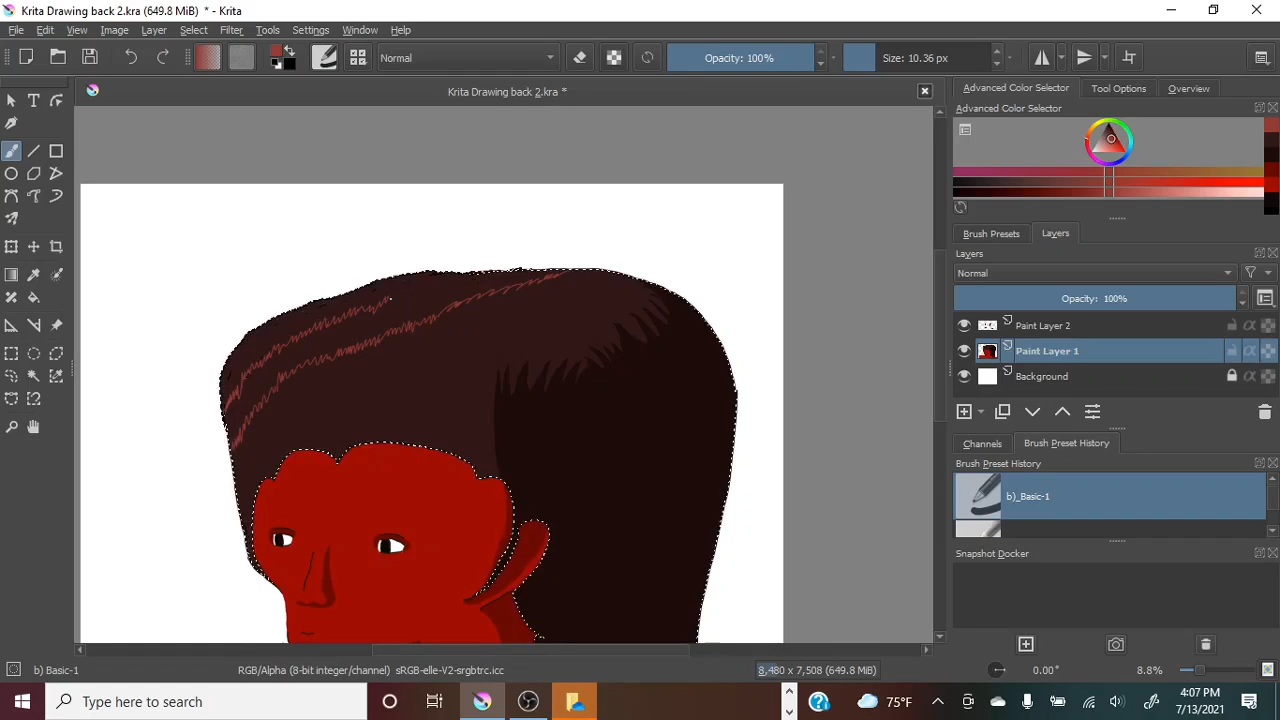 Krita Drawing back 2.kra (649.8 MiB) * - Krita
File Edit View Image Layer Select Filter Tools Settings Window Help
Normal
Opacity: 100%
Size: 10.36 px
Krita Drawing back 2.kra *
Advanced Color Selector Tool Options Overview
Advanced Color Selector
Brush Presets Layers
Layers
Normal
Opacity: 100%
Paint Layer 2
Paint Layer 1
Background
Channels Brush Preset History
Brush Preset History
b)_Basic-1
Snapshot Docker
b) Basic-1
RGB/Alpha (8-bit integer/channel) sRGB-elle-V2-srgbtrc.icc
8,480 x 7,508 (649.8 MiB)
0.00°
8.8%
Type here to search
75°F
4:07 PM
7/13/2021